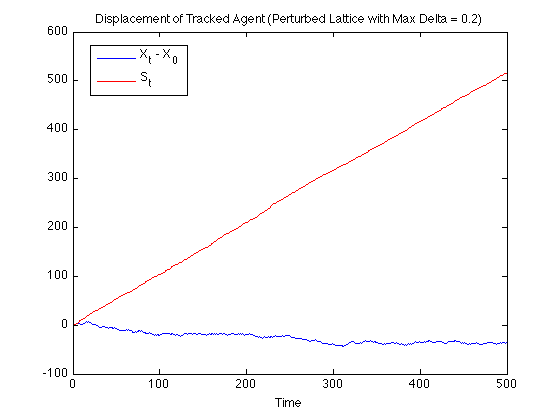 Displacement of Tracked Agent (Perturbed Lattice with Max Delta = 0.2)
600
500
400
300
200
100
0
-100
X_t - X_0
S_t
0 100 200 300 400 500
Time